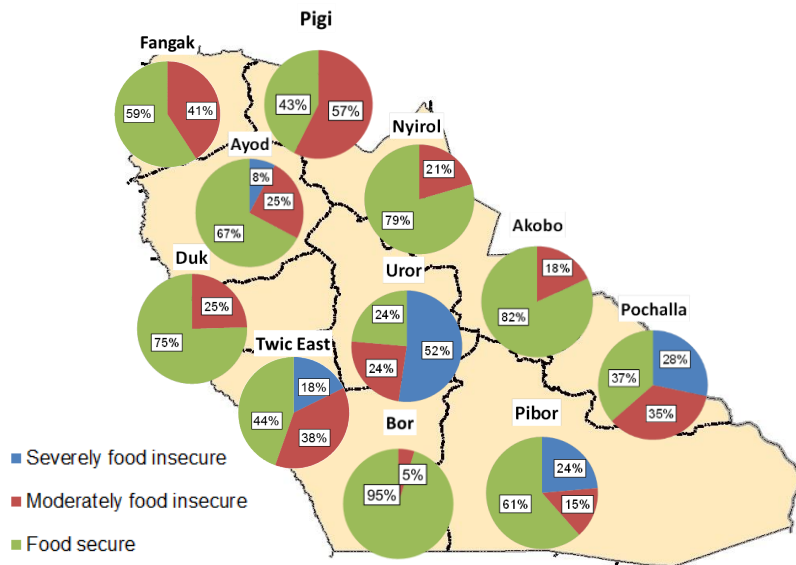 Pigi
Fangak
43%
57%
59%
41%
Nyirol
Ayod
21%
8%
25%
79%
67%
Akobo
Duk
Uror
18%
25%
24%
82%
Pochalla
75%
Twic East
52%
28%
24%
37%
18%
35%
44%
38%
Bor
Pibor
Severely food insecure
5%
24%
95%
Moderately food insecure
61%
15%
Food secure